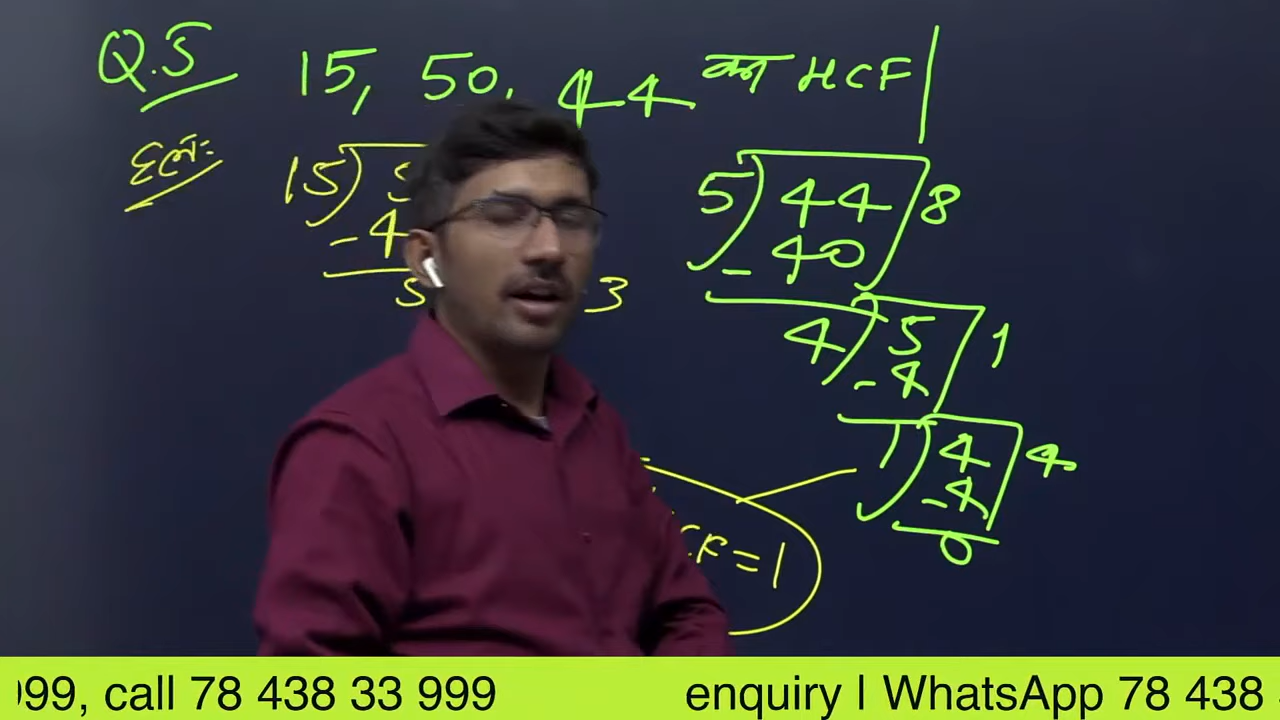 Q.5 15, 50, 44 का HCF
हल:
15) 5
-4
5
3
5) 44 ( 8
-40
4) 5 ( 1
-4
1) 4 ( 4
-4
0
CF = 1
99, call 78 438 33 999 enquiry | WhatsApp 78 438